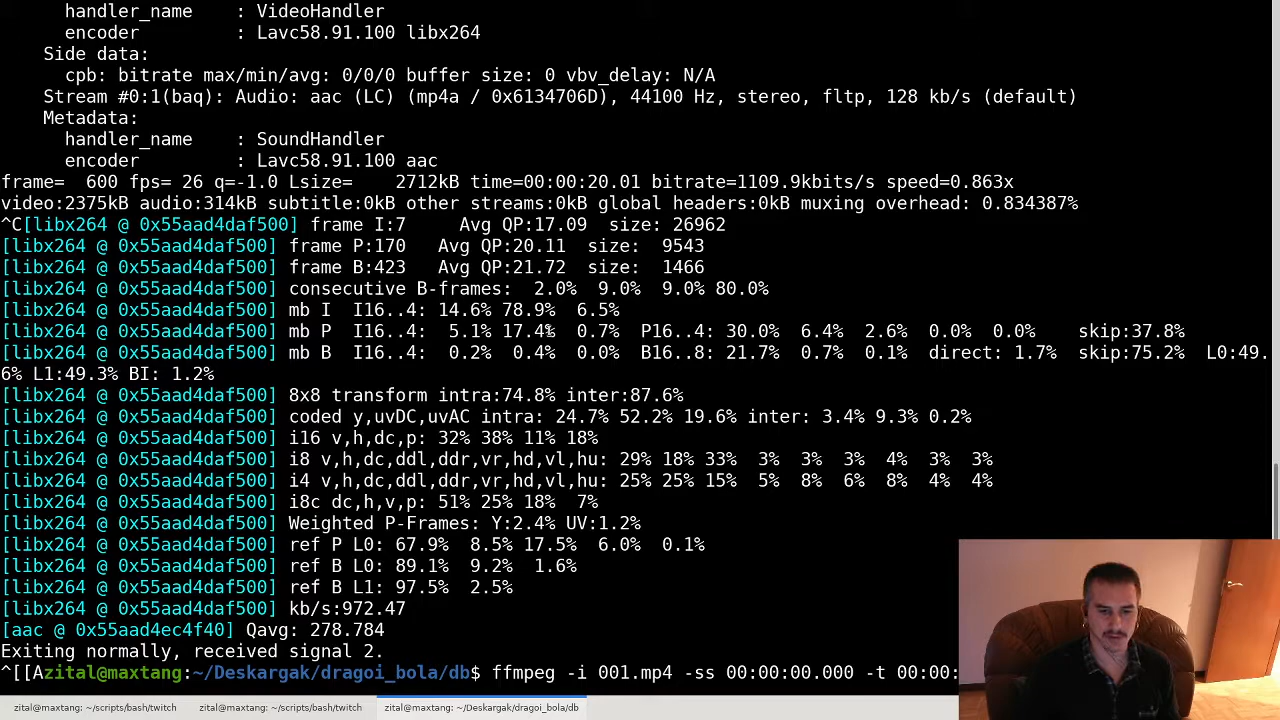 handler_name    : VideoHandler
encoder         : Lavc58.91.100 libx264
Side data:
cpb: bitrate max/min/avg: 0/0/0 buffer size: 0 vbv_delay: N/A
Stream #0:1(baq): Audio: aac (LC) (mp4a / 0x6134706D), 44100 Hz, stereo, fltp, 128 kb/s (default)
Metadata:
handler_name    : SoundHandler
encoder         : Lavc58.91.100 aac
frame=  600 fps= 26 q=-1.0 Lsize=    2712kB time=00:00:20.01 bitrate=1109.9kbits/s speed=0.863x
video:2375kB audio:314kB subtitle:0kB other streams:0kB global headers:0kB muxing overhead: 0.834387%
^C[libx264 @ 0x55aad4daf500] frame I:7     Avg QP:17.09  size: 26962
[libx264 @ 0x55aad4daf500] frame P:170   Avg QP:20.11  size:  9543
[libx264 @ 0x55aad4daf500] frame B:423   Avg QP:21.72  size:  1466
[libx264 @ 0x55aad4daf500] consecutive B-frames:  2.0%  9.0%  9.0% 80.0%
[libx264 @ 0x55aad4daf500] mb I  I16..4: 14.6% 78.9%  6.5%
[libx264 @ 0x55aad4daf500] mb P  I16..4:  5.1% 17.4%  0.7%  P16..4: 30.0%  6.4%  2.6%  0.0%  0.0%    skip:37.8%
[libx264 @ 0x55aad4daf500] mb B  I16..4:  0.2%  0.4%  0.0%  B16..8: 21.7%  0.7%  0.1%  direct: 1.7%  skip:75.2%  L0:49.
6% L1:49.3% BI: 1.2%
[libx264 @ 0x55aad4daf500] 8x8 transform intra:74.8% inter:87.6%
[libx264 @ 0x55aad4daf500] coded y,uvDC,uvAC intra: 24.7% 52.2% 19.6% inter: 3.4% 9.3% 0.2%
[libx264 @ 0x55aad4daf500] i16 v,h,dc,p: 32% 38% 11% 18%
[libx264 @ 0x55aad4daf500] i8 v,h,dc,ddl,ddr,vr,hd,vl,hu: 29% 18% 33%  3%  3%  3%  4%  3%  3%
[libx264 @ 0x55aad4daf500] i4 v,h,dc,ddl,ddr,vr,hd,vl,hu: 25% 25% 15%  5%  8%  6%  8%  4%  4%
[libx264 @ 0x55aad4daf500] i8c dc,h,v,p: 51% 25% 18%  7%
[libx264 @ 0x55aad4daf500] Weighted P-Frames: Y:2.4% UV:1.2%
[libx264 @ 0x55aad4daf500] ref P L0: 67.9%  8.5% 17.5%  6.0%  0.1%
[libx264 @ 0x55aad4daf500] ref B L0: 89.1%  9.2%  1.6%
[libx264 @ 0x55aad4daf500] ref B L1: 97.5%  2.5%
[libx264 @ 0x55aad4daf500] kb/s:972.47
[aac @ 0x55aad4ec4f40] Qavg: 278.784
Exiting normally, received signal 2.
^[[Azital@maxtang:~/Deskargak/dragoi_bola/db$ ffmpeg -i 001.mp4 -ss 00:00:00.000 -t 00:00:
zital@maxtang: ~/scripts/bash/twitch
zital@maxtang: ~/scripts/bash/twitch
zital@maxtang: ~/Deskargak/dragoi_bola/db